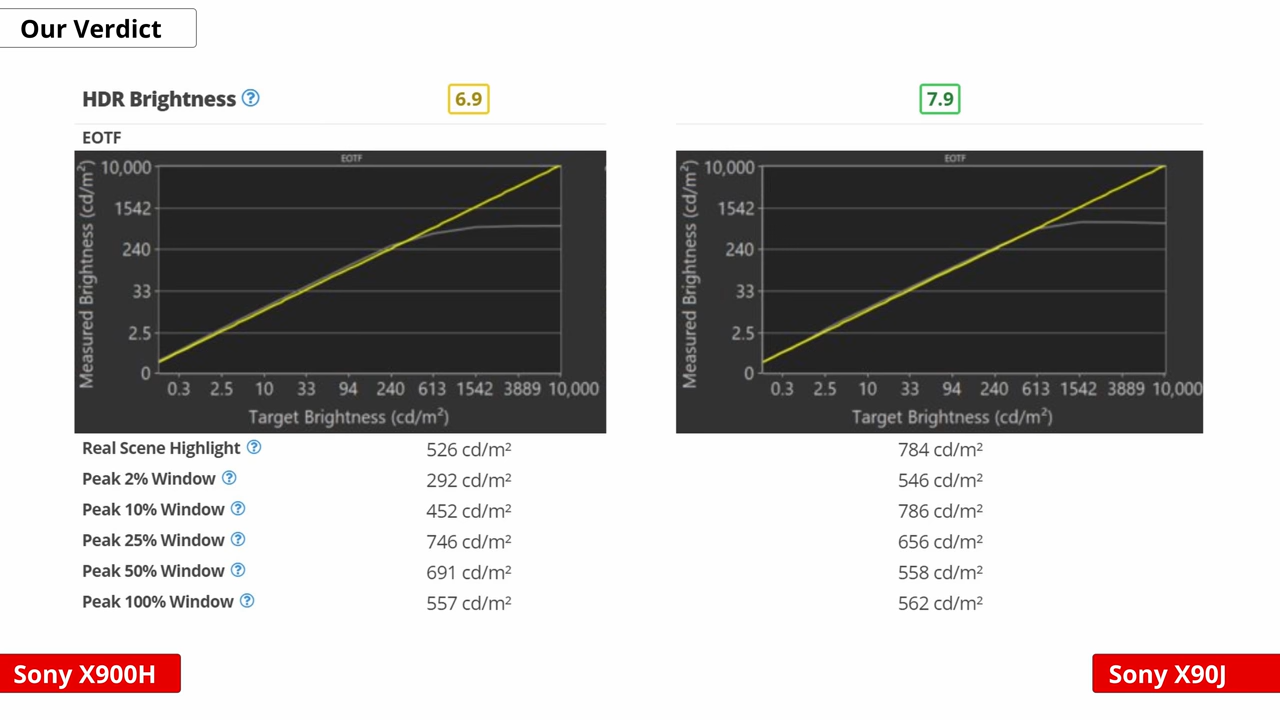 Our Verdict
HDR Brightness ? 6.9 7.9
EOTF
EOTF
Measured Brightness (cd/m²)
10,000
1542
240
33
2.5
0
0.3 2.5 10 33 94 240 613 1542 3889 10,000
Target Brightness (cd/m²)
EOTF
Measured Brightness (cd/m²)
10,000
1542
240
33
2.5
0
0.3 2.5 10 33 94 240 613 1542 3889 10,000
Target Brightness (cd/m²)
Real Scene Highlight ? 526 cd/m² 784 cd/m²
Peak 2% Window ? 292 cd/m² 546 cd/m²
Peak 10% Window ? 452 cd/m² 786 cd/m²
Peak 25% Window ? 746 cd/m² 656 cd/m²
Peak 50% Window ? 691 cd/m² 558 cd/m²
Peak 100% Window ? 557 cd/m² 562 cd/m²
Sony X900H
Sony X90J